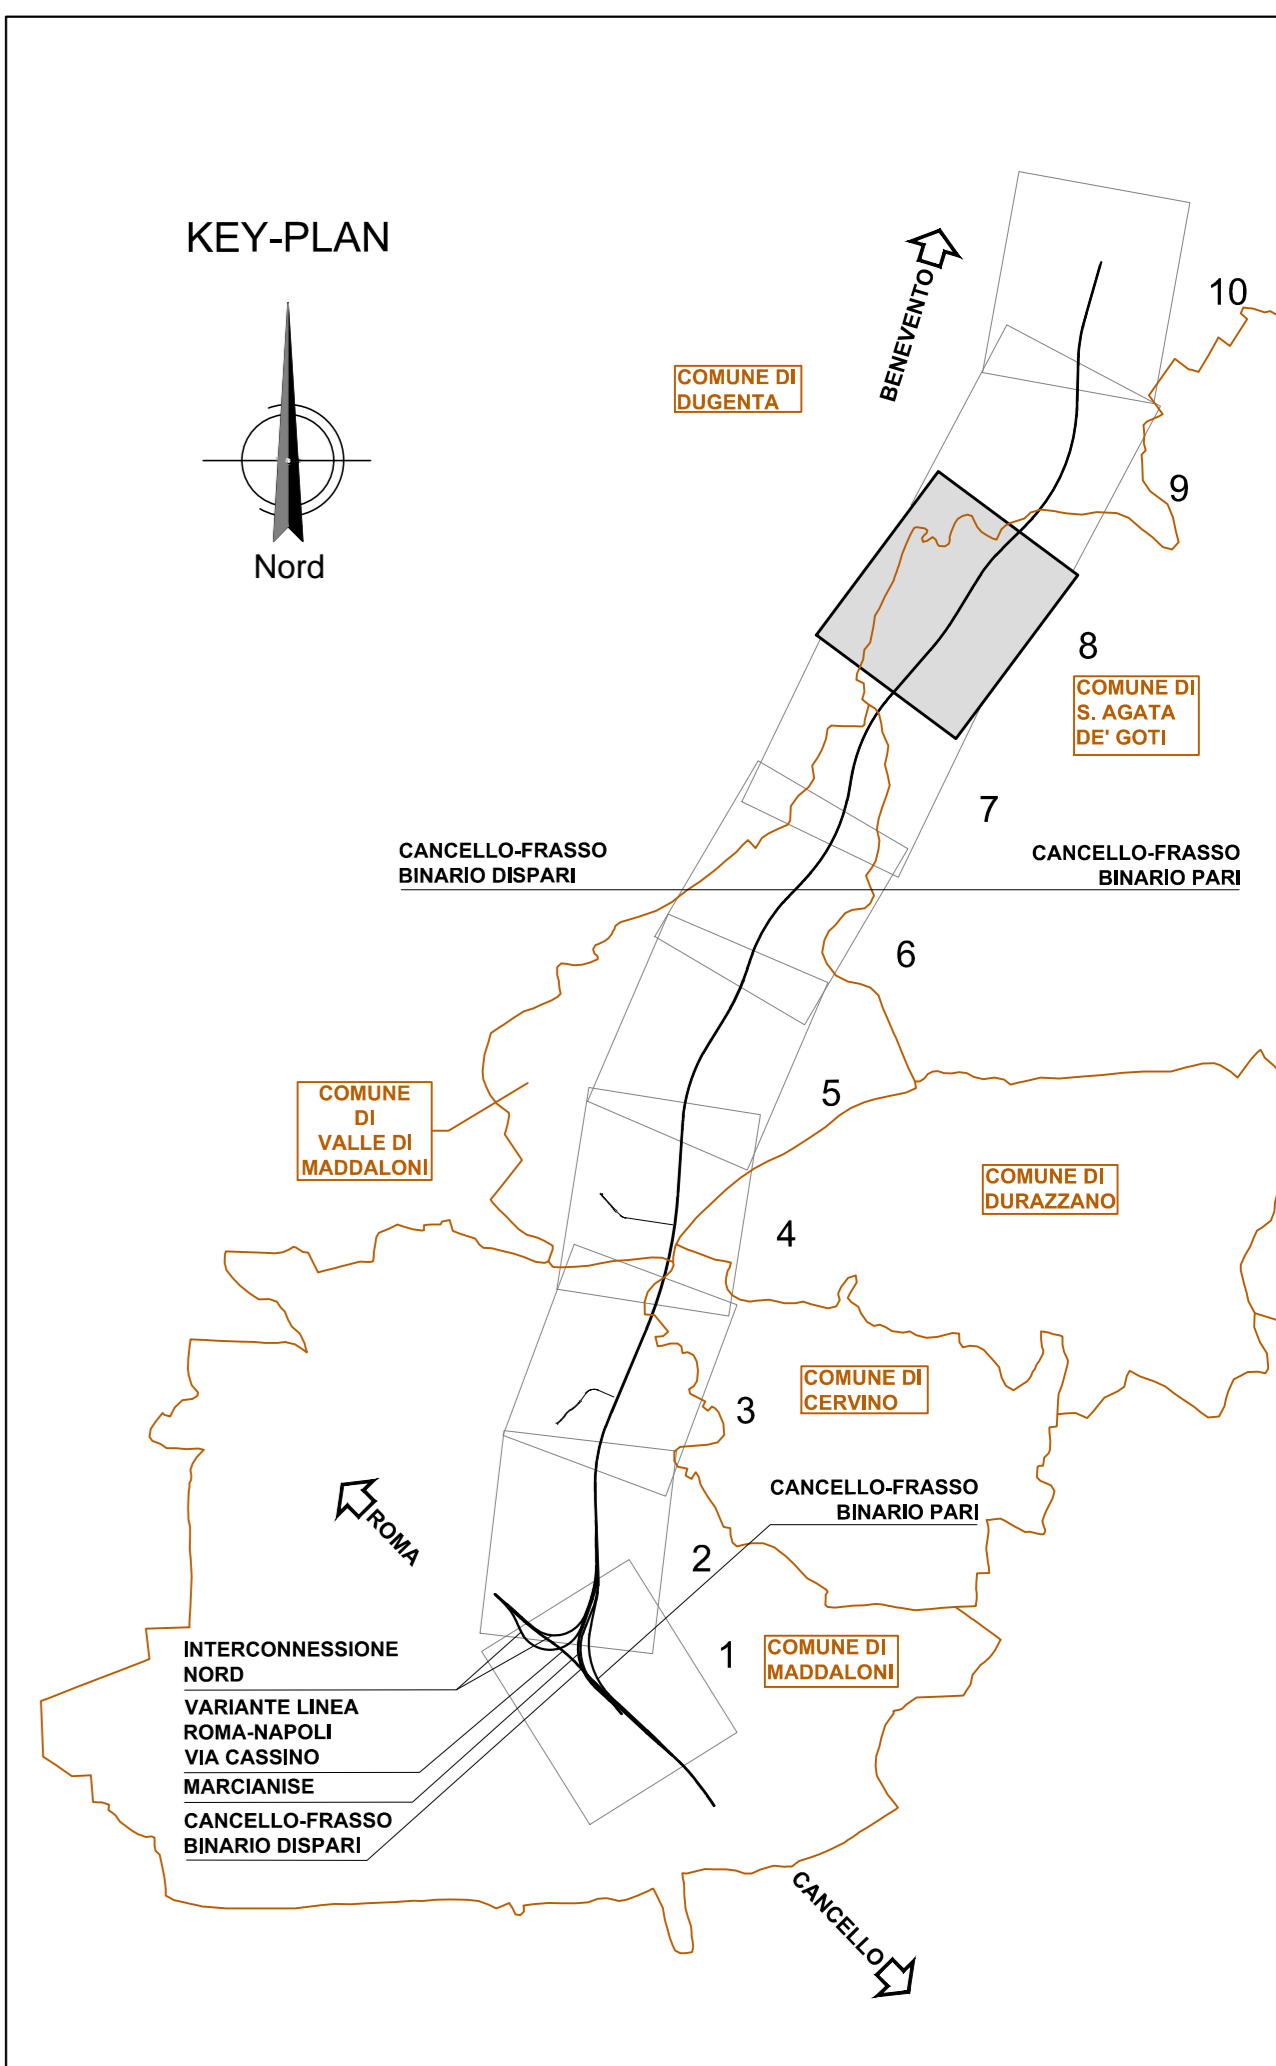 KEY-PLAN
Nord
BENEVENTO
10
COMUNE DI
DUGENTA
9
8
COMUNE DI
S. AGATA
DE' GOTI
7
CANCELLO-FRASSO
BINARIO DISPARI
CANCELLO-FRASSO
BINARIO PARI
6
COMUNE
DI
VALLE DI
MADDALONI
5
COMUNE DI
DURAZZANO
4
COMUNE DI
CERVINO
3
CANCELLO-FRASSO
BINARIO PARI
ROMA
2
1
COMUNE DI
MADDALONI
INTERCONNESSIONE
NORD
VARIANTE LINEA
ROMA-NAPOLI
VIA CASSINO
MARCIANISE
CANCELLO-FRASSO
BINARIO DISPARI
CANCELLO